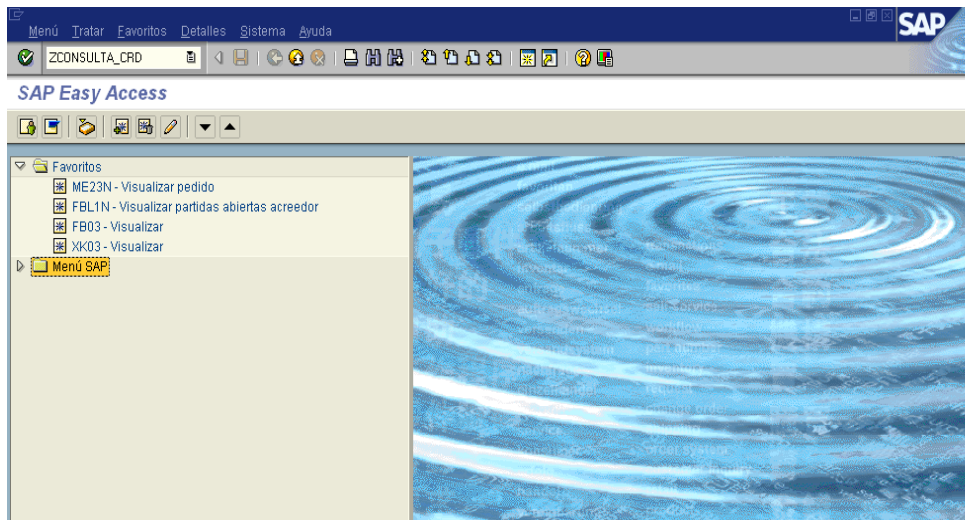 Menú Tratar Favoritos Detalles Sistema Ayuda
SAP
ZCONSULTA_CRD
SAP Easy Access
Favoritos
ME23N - Visualizar pedido
FBL1N - Visualizar partidas abiertas acreedor
FB03 - Visualizar
XK03 - Visualizar
Menú SAP
workflow